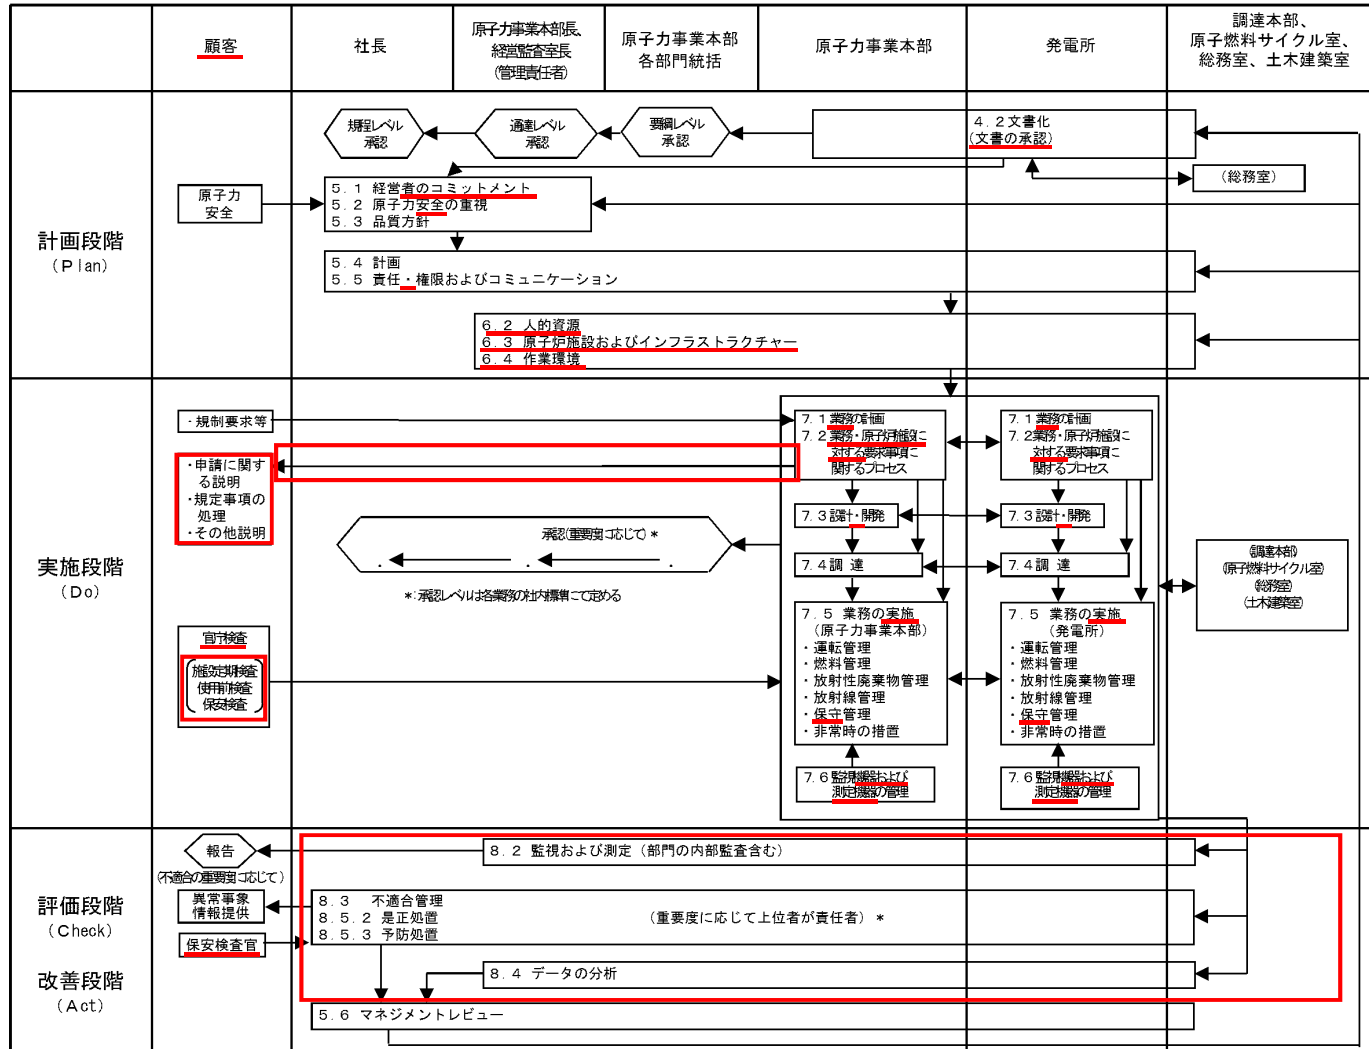 顧客
社長
原子力事業本部長、
経営監査室長
(管理責任者)
原子力事業本部
各部門統括
原子力事業本部
発電所
調達本部、
原子燃料サイクル室、
総務室、土木建築室
計画段階
(Plan)
規程レベル
承認
通達レベル
承認
要綱レベル
承認
4.2文書化
(文書の承認)
(総務室)
原子力
安全
5.1 経営者のコミットメント
5.2 原子力安全の重視
5.3 品質方針
5.4 計画
5.5 責任・権限およびコミュニケーション
6.2 人的資源
6.3 原子炉施設およびインフラストラクチャー
6.4 作業環境
実施段階
(Do)
・規制要求等
・申請に関す
る説明
・規定事項の
処理
・その他説明
承認(重要度に応じて)*
*:承認レベルは各業務の社内標準にて定める
官庁検査
施設定期検査
使用前検査
保安検査
7.1業務の計画
7.2業務・原子炉施設に
対する要求事項に
関するプロセス
7.3設計・開発
7.4調 達
7.5 業務の実施
(原子力事業本部)
・運転管理
・燃料管理
・放射性廃棄物管理
・放射線管理
・保守管理
・非常時の措置
7.6監視機器および
測定機器の管理
7.1業務の計画
7.2業務・原子炉施設に
対する要求事項に
関するプロセス
7.3設計・開発
7.4調 達
7.5 業務の実施
(発電所)
・運転管理
・燃料管理
・放射性廃棄物管理
・放射線管理
・保守管理
・非常時の措置
7.6監視機器および
測定機器の管理
(調達本部)
(原子燃料サイクル室)
(総務室)
(土木建築室)
評価段階
(Check)
改善段階
(Act)
報告
(不適合の重要度に応じて)
異常事象
情報提供
保安検査官
8.2 監視および測定(部門の内部監査含む)
8.3 不適合管理
8.5.2 是正処置
(重要度に応じて上位者が責任者)*
8.5.3 予防処置
8.4 データの分析
5.6 マネジメントレビュー